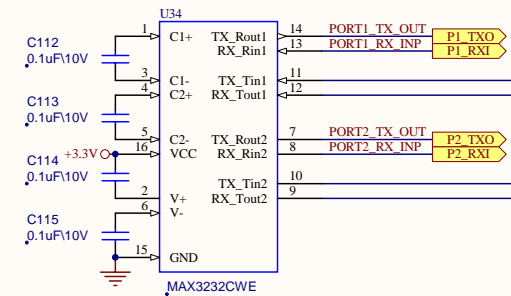 U34
1 C1+ TX_Rout1 14 PORT1_TX_OUT P1_TXO
C112 RX_Rin1 13 PORT1_RX_INP P1_RXI
0.1uF\10V
3 C1- TX_Tin1 11
4 C2+ RX_Tout1 12
C113
0.1uF\10V
5 C2- TX_Rout2 7 PORT2_TX_OUT P2_TXO
+3.3V 16 VCC RX_Rin2 8 PORT2_RX_INP P2_RXI
C114
0.1uF\10V
TX_Tin2 10
2 V+ RX_Tout2 9
6 V-
C115
0.1uF\10V
15 GND
MAX3232CWE